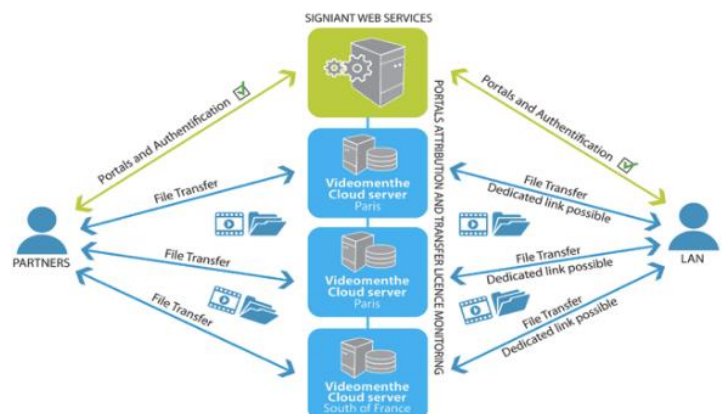 SIGNIANT WEB SERVICES
Portals and Authentification
Portals and Authentification
PORTALS ATTRIBUTION AND TRANSFER LICENCE MONITORING
File Transfer
Videomenthe
Cloud server
Paris
File Transfer
Dedicated link possible
PARTNERS
File Transfer
Videomenthe
Cloud server
Paris
File Transfer
Dedicated link possible
LAN
File Transfer
Videomenthe
Cloud server
South of France
File Transfer
Dedicated link possible